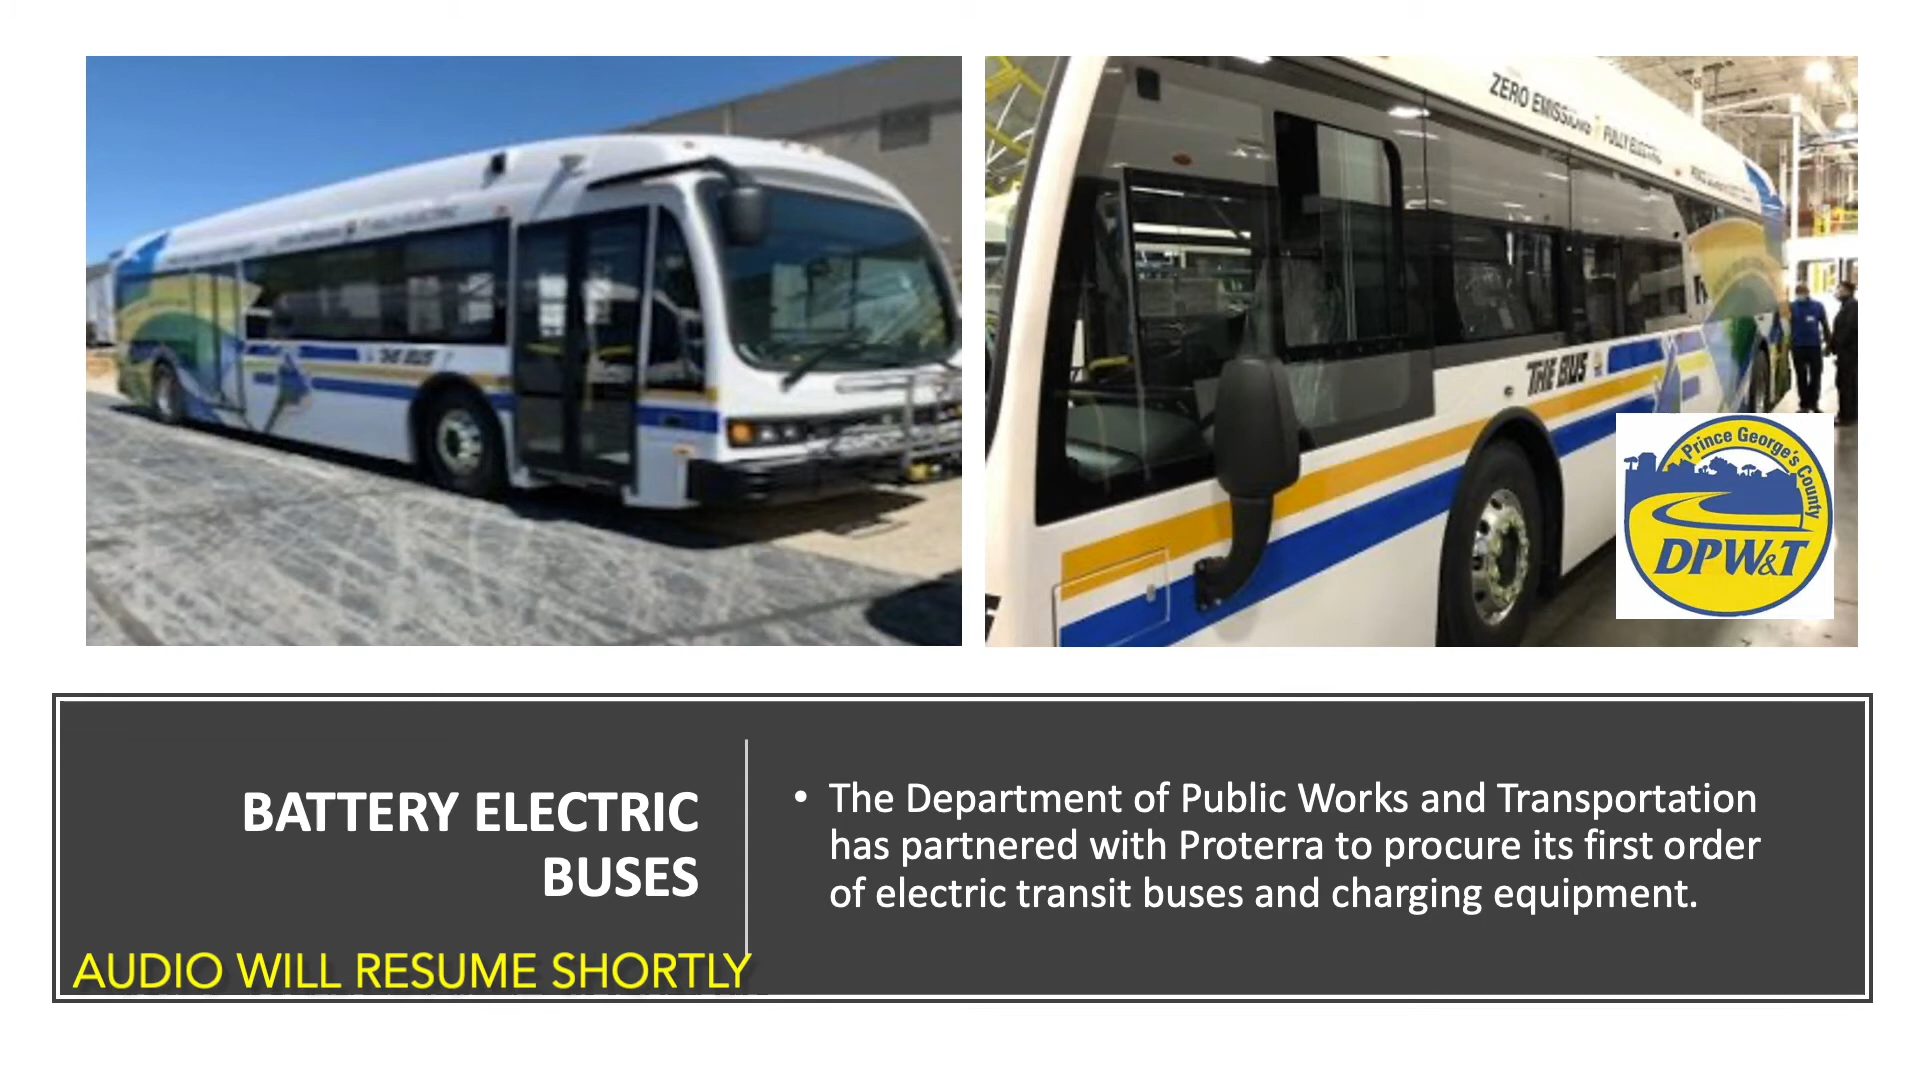 THE BUS
ZERO EMISSIONS FULLY ELECTRIC
THE BUS
Prince George's County
DPW&T
BATTERY ELECTRIC
BUSES
• The Department of Public Works and Transportation
has partnered with Proterra to procure its first order
of electric transit buses and charging equipment.
AUDIO WILL RESUME SHORTLY